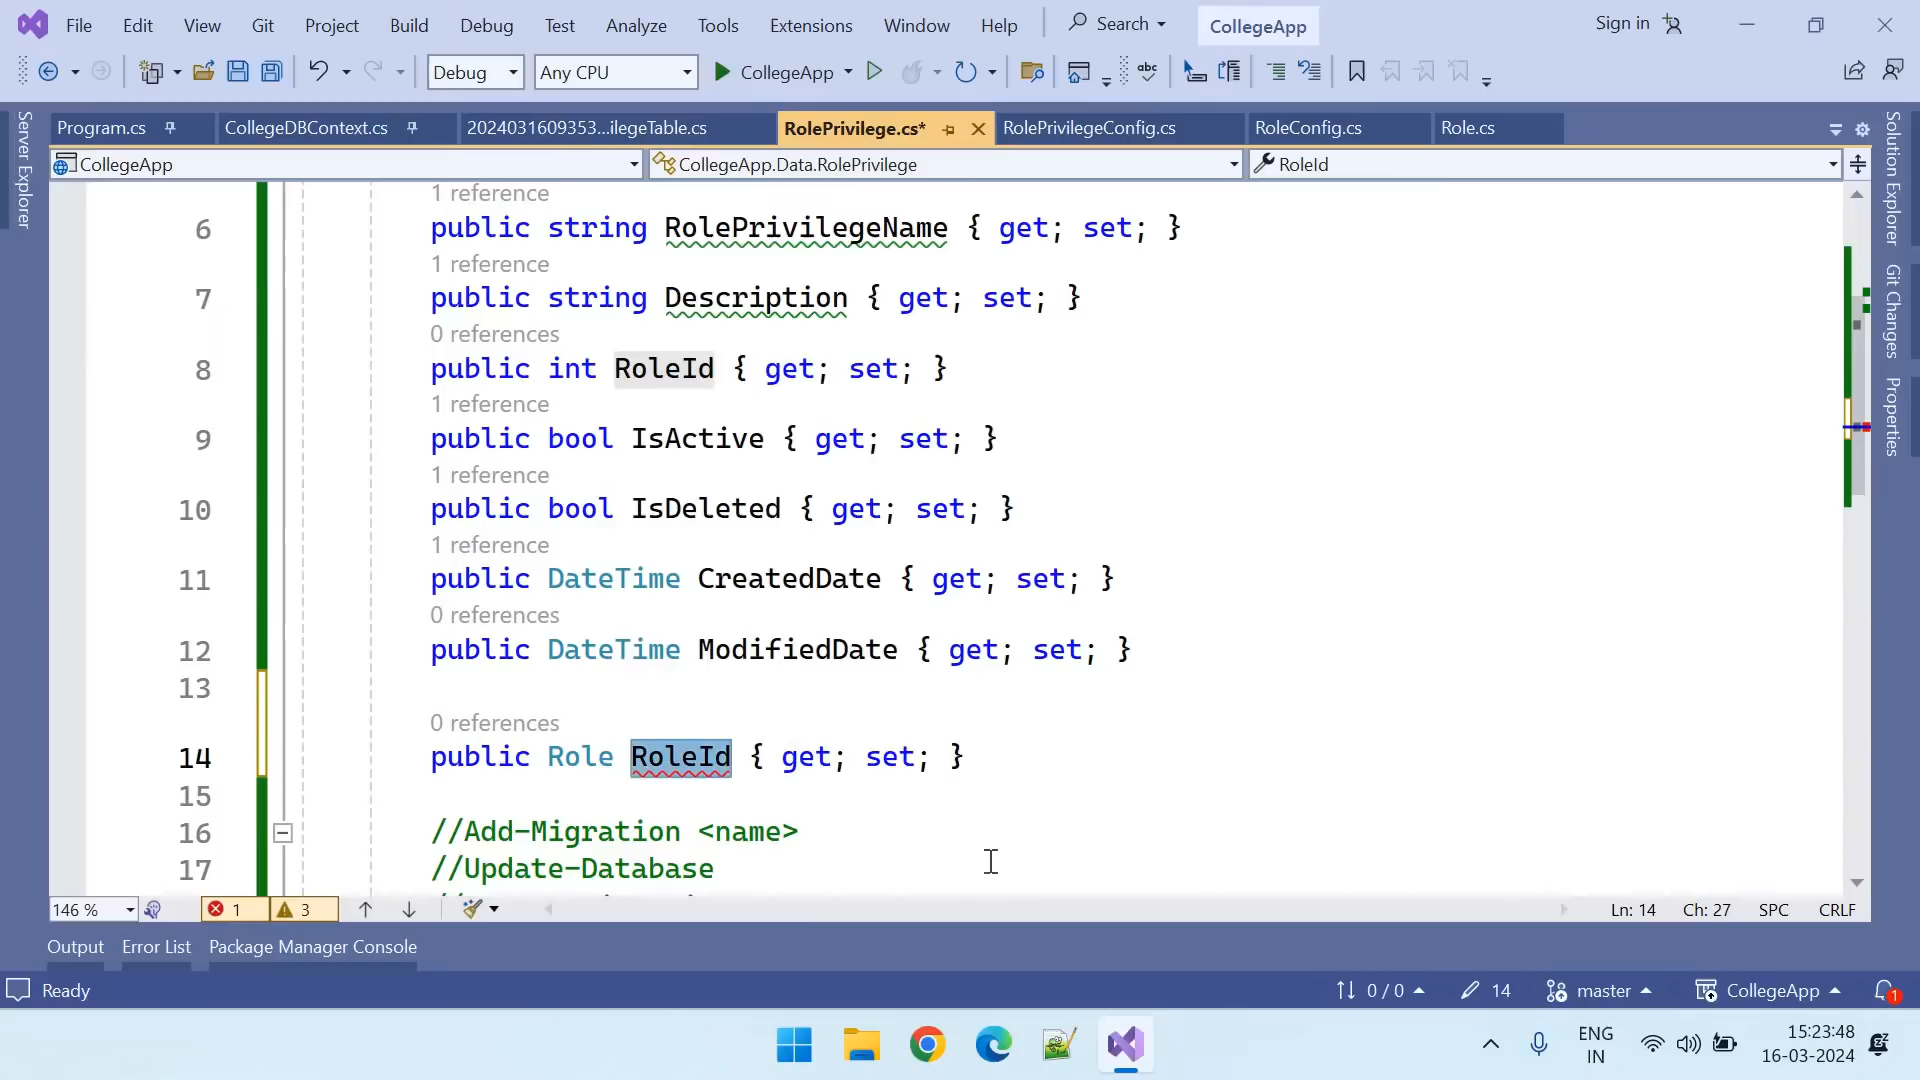 File Edit View Git Project Build Debug Test Analyze Tools Extensions Window Help Search CollegeApp Sign in
Debug Any CPU CollegeApp
Program.cs CollegeDBContext.cs 2024031609353...ilegeTable.cs RolePrivilege.cs* RolePrivilegeConfig.cs RoleConfig.cs Role.cs
CollegeApp CollegeApp.Data.RolePrivilege RoleId
Server Explorer
Solution Explorer
Git Changes
Properties
1 reference
6 public string RolePrivilegeName { get; set; }
1 reference
7 public string Description { get; set; }
0 references
8 public int RoleId { get; set; }
1 reference
9 public bool IsActive { get; set; }
1 reference
10 public bool IsDeleted { get; set; }
1 reference
11 public DateTime CreatedDate { get; set; }
0 references
12 public DateTime ModifiedDate { get; set; }
13
0 references
14 public Role RoleId { get; set; }
15
16 //Add-Migration <name>
17 //Update-Database
146 % 1 3 Ln: 14 Ch: 27 SPC CRLF
Output Error List Package Manager Console
Ready 0 / 0 14 master CollegeApp 1
ENG 15:23:48
IN 16-03-2024